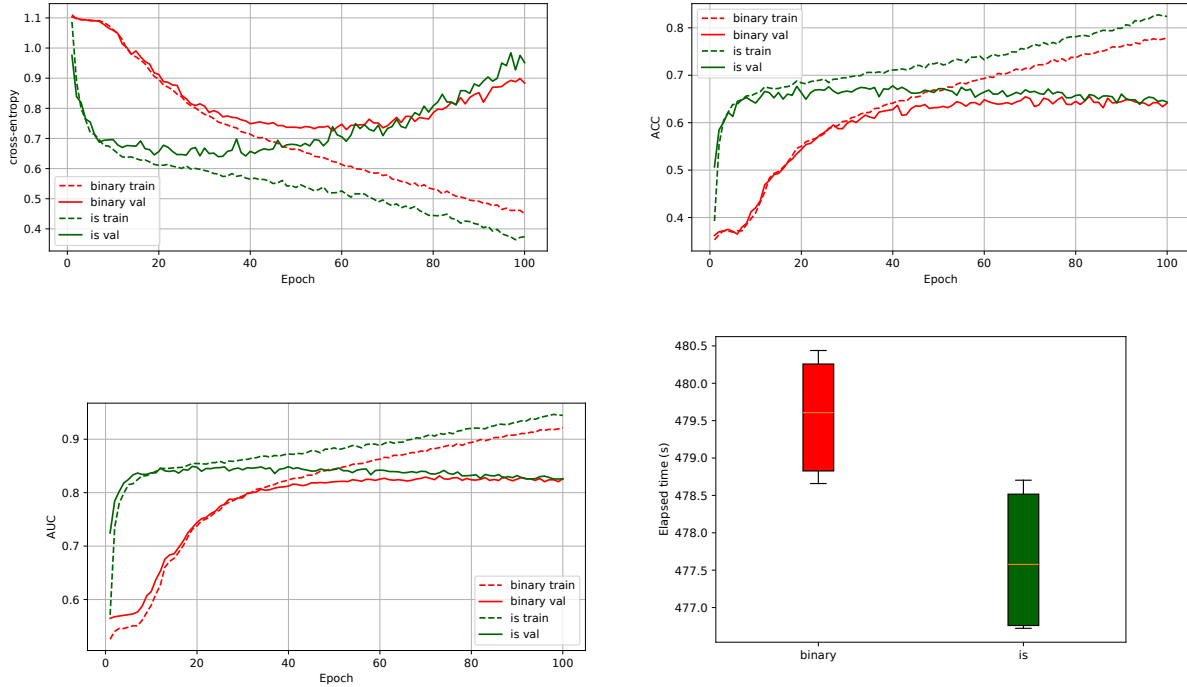 1.1
1.0
0.9
0.8
0.7
0.6
0.5
0.4
cross-entropy
binary train
binary val
is train
is val
0 20 40 60 80 100
Epoch
0.8
0.7
0.6
0.5
0.4
ACC
binary train
binary val
is train
is val
0 20 40 60 80 100
Epoch
0.9
0.8
0.7
0.6
AUC
binary train
binary val
is train
is val
0 20 40 60 80 100
Epoch
480.5
480.0
479.5
479.0
478.5
478.0
477.5
477.0
Elapsed time (s)
binary is